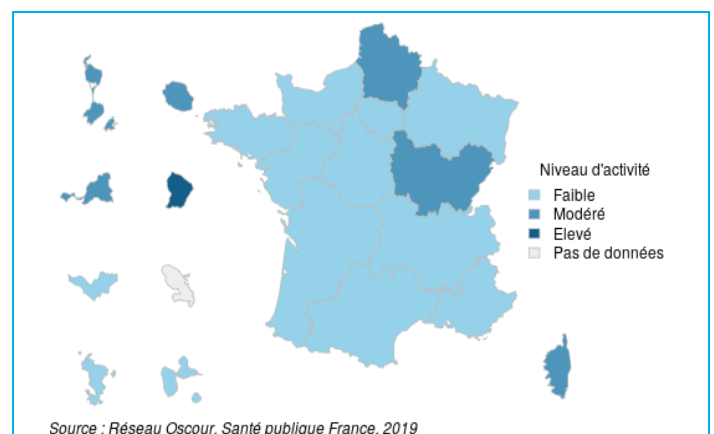 Niveau d'activité
Faible
Modéré
Elevé
Pas de données
Source : Réseau Oscour, Santé publique France, 2019